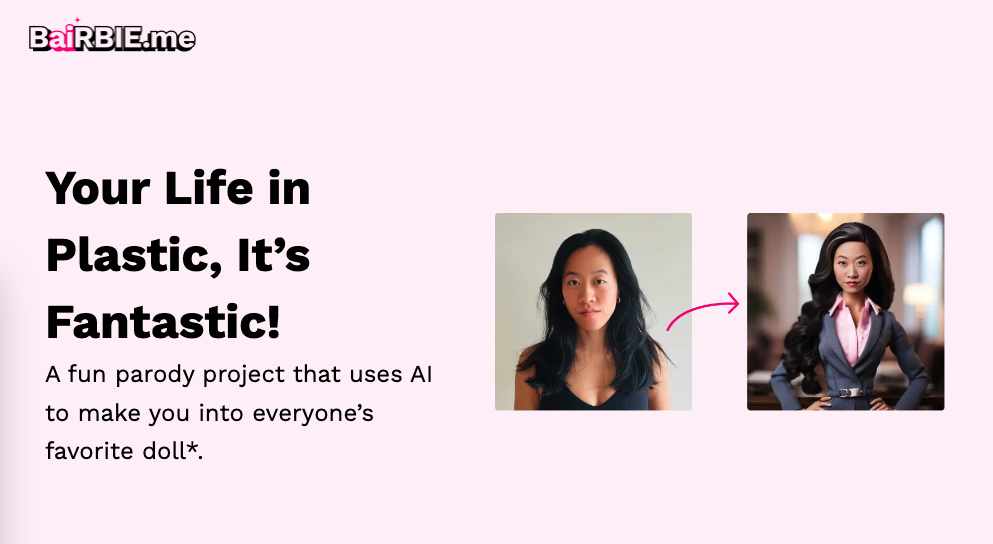 BaiRBIE.me
Your Life in
Plastic, It’s
Fantastic!
A fun parody project that uses AI
to make you into everyone’s
favorite doll*.